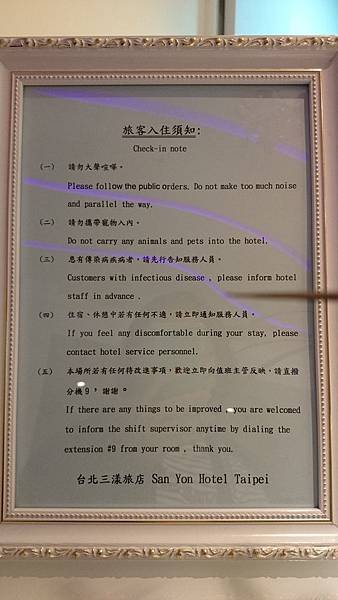 旅客入住須知:
Check-in note
(一) 請勿大聲喧嘩。
Please follow the public orders. Do not make too much noise
and parallel the way.
(二) 請勿攜帶寵物入內。
Do not carry any animals and pets into the hotel.
(三) 患有傳染病疾病者，請先行告知服務人員。
Customers with infectious disease , please inform hotel
staff in advance .
(四) 住宿、休憩中若有任何不適，請立即通知服務人員。
If you feel any discomfortable during your stay, please
contact hotel service personnel.
(五) 本場所若有任何待改進事項，歡迎立即向值班主管反映，請直撥
分機9，謝謝。
If there are any things to be improved , you are welcomed
to inform the shift supervisor anytime by dialing the
extension #9 from your room , thank you.
台北三漾旅店 San Yon Hotel Taipei